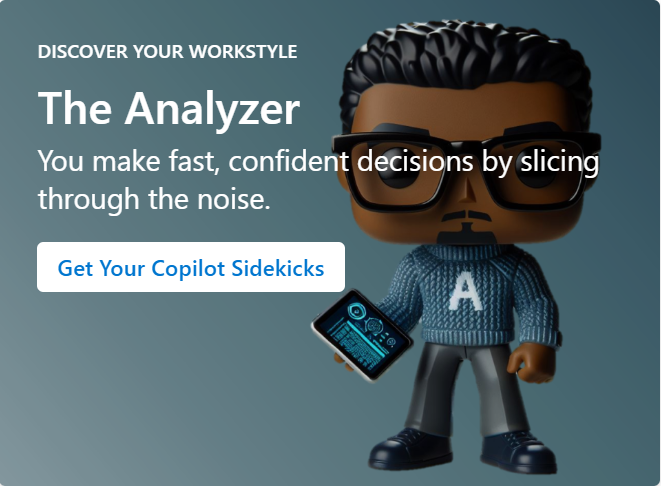 DISCOVER YOUR WORKSTYLE
The Analyzer
You make fast, confident decisions by slicing
through the noise.
Get Your Copilot Sidekicks
A